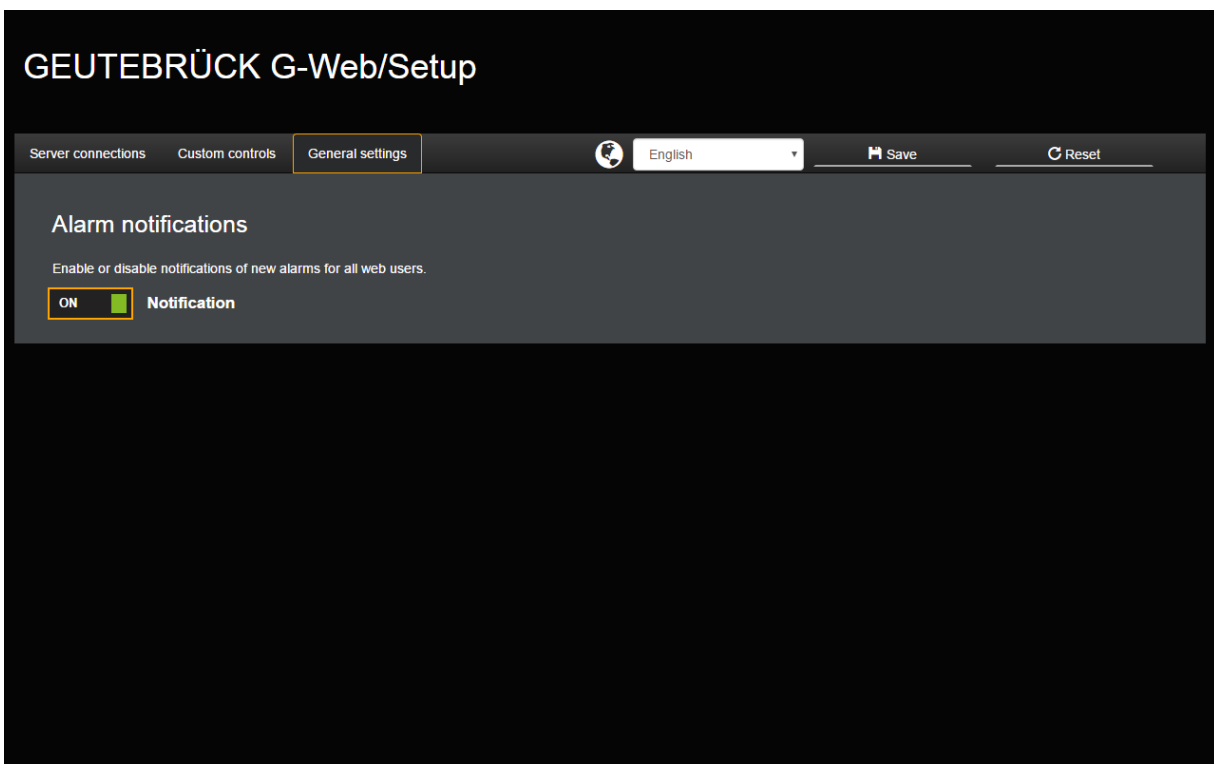 GEUTEBRÜCK G-Web/Setup
Server connections Custom controls General settings English Save Reset
Alarm notifications
Enable or disable notifications of new alarms for all web users.
ON Notification